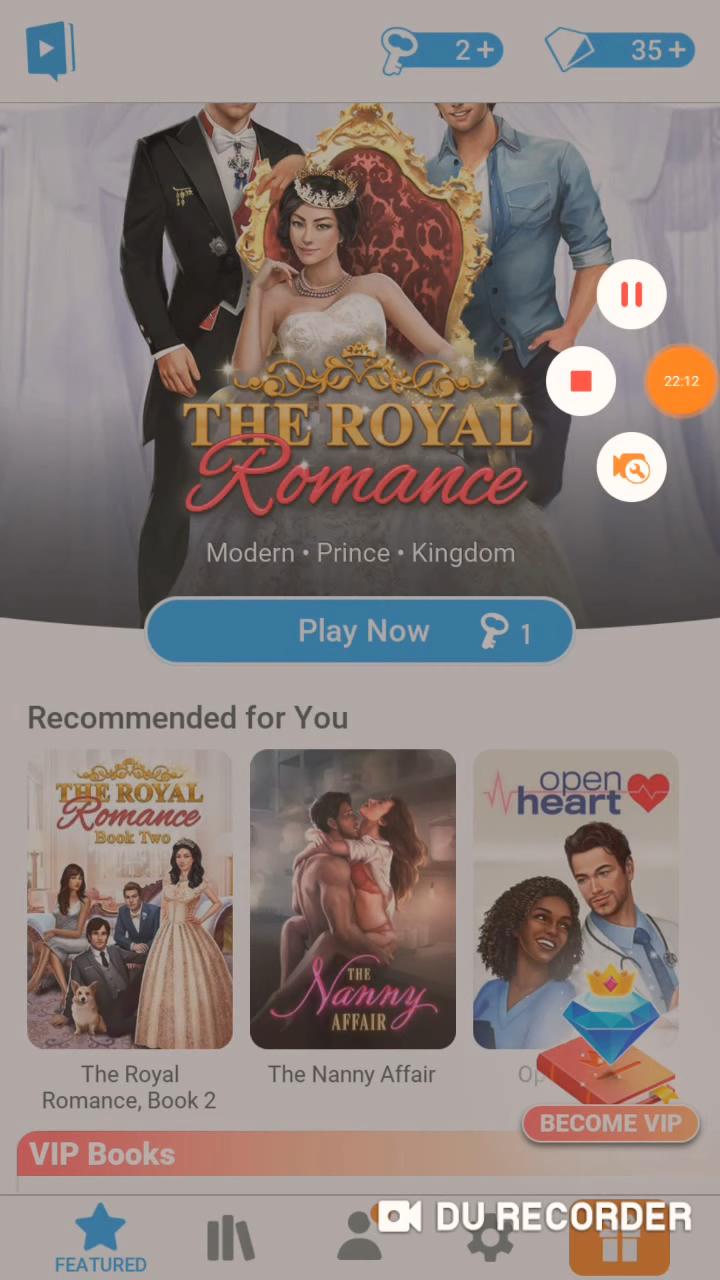 2+
35+
22:12
THE ROYAL
Romance
Modern • Prince • Kingdom
Play Now 1
Recommended for You
THE ROYAL
Romance
Book Two
THE
Nanny
AFFAIR
open
heart
The Royal
Romance, Book 2
The Nanny Affair
Op
BECOME VIP
VIP Books
DU RECORDER
FEATURED